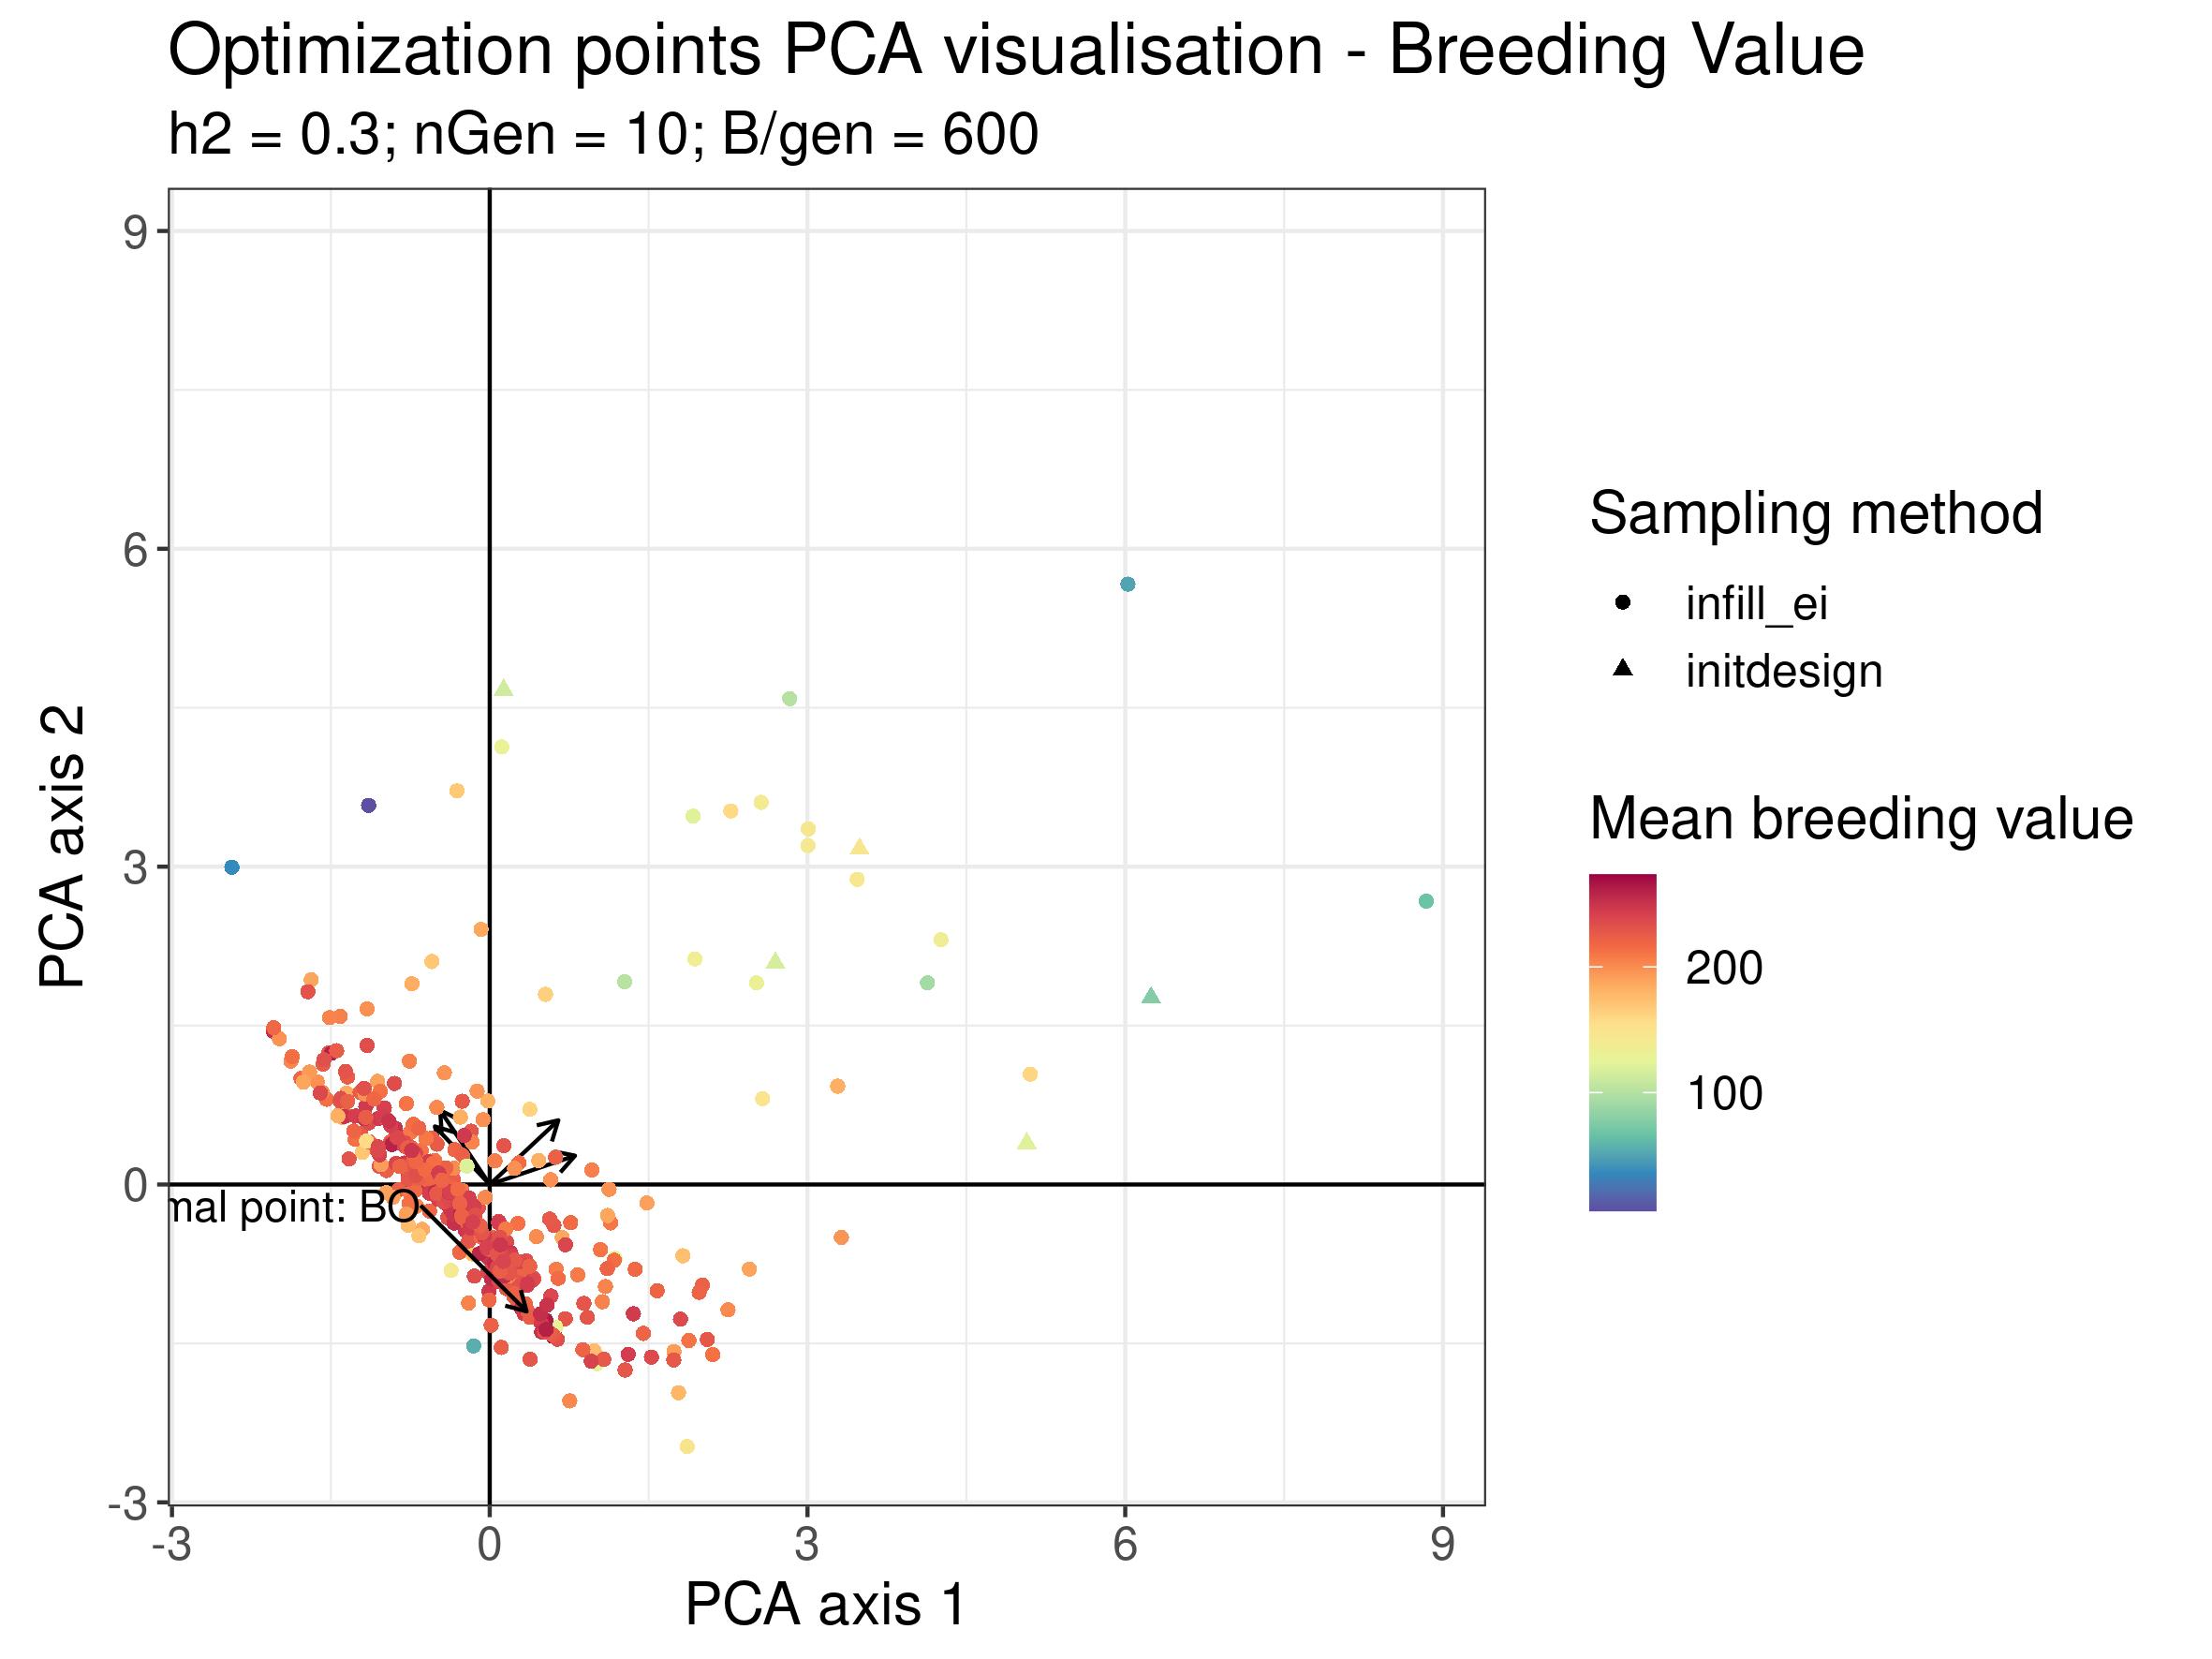 Optimization points PCA visualisation - Breeding Value
h2 = 0.3; nGen = 10; B/gen = 600
9
6
3
0
-3
PCA axis 2
mal point: BO
-3
0
3
6
9
PCA axis 1
Sampling method
infill_ei
initdesign
Mean breeding value
200
100